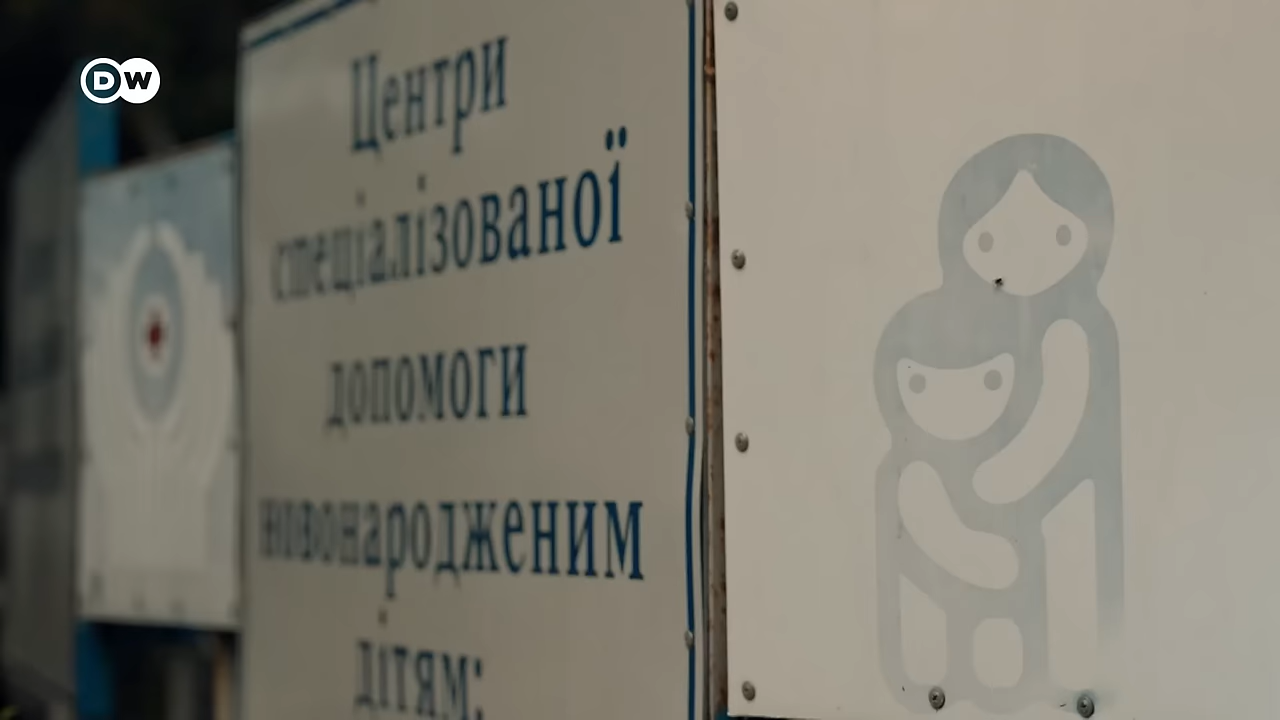 DW
Центри
спеціалізованої
допомоги
новонародженим
дітям: